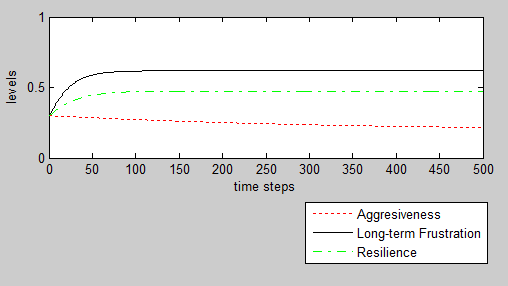 1
0.5
0
levels
0 50 100 150 200 250 300 350 400 450 500
time steps
Aggresiveness
Long-term Frustration
Resilience